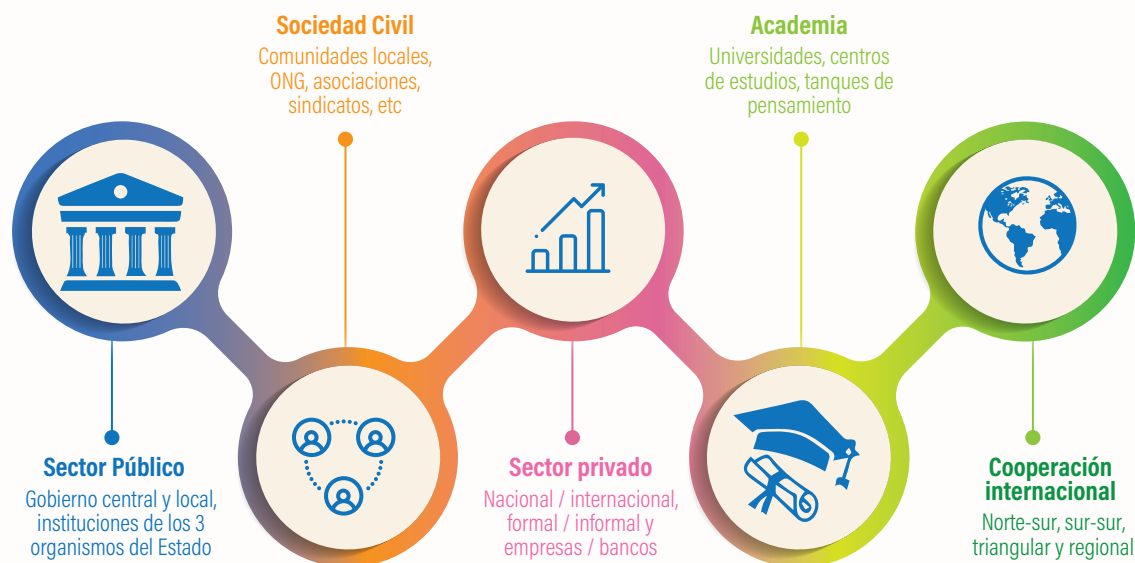 Sociedad Civil
Comunidades locales,
ONG, asociaciones,
sindicatos, etc
Academia
Universidades, centros
de estudios, tanques de
pensamiento
Sector Público
Gobierno central y local,
instituciones de los 3
organismos del Estado
Sector privado
Nacional / internacional,
formal / informal y
empresas / bancos
Cooperación
internacional
Norte-sur, sur-sur,
triangular y regional